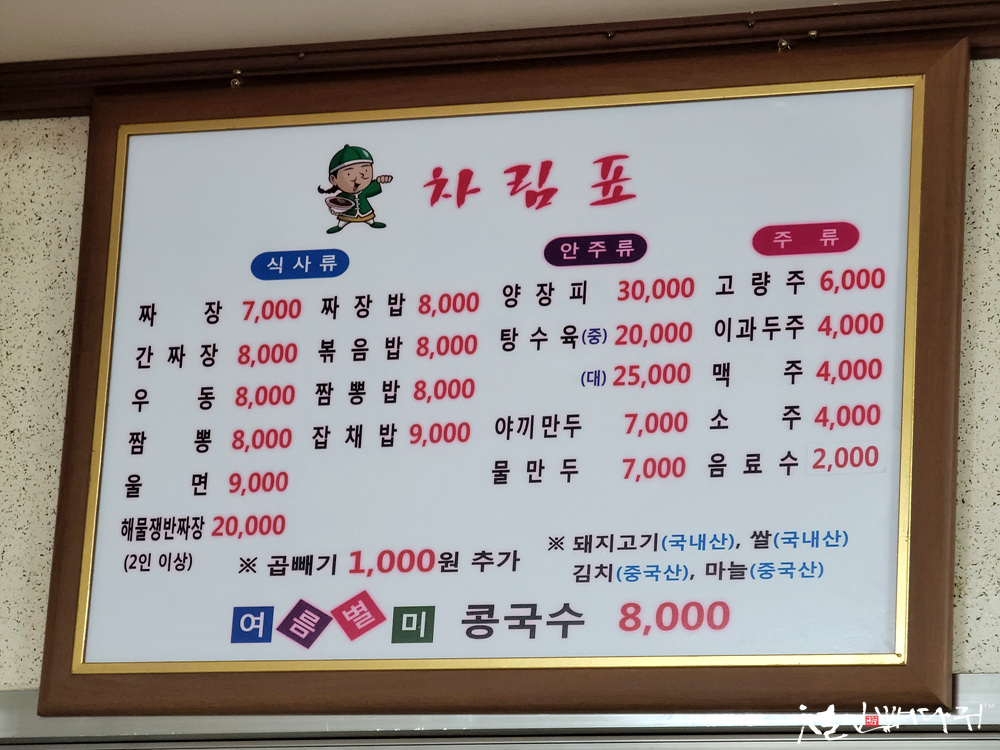 차림표
식사류
짜장 7,000 짜장밥 8,000
간짜장 8,000 볶음밥 8,000
우동 8,000 짬뽕밥 8,000
짬뽕 8,000 잡채밥 9,000
울면 9,000
해물쟁반짜장 20,000
(2인 이상)
※ 곱빼기 1,000원 추가
안주류
양장피 30,000
탕수육(중) 20,000
(대) 25,000
야끼만두 7,000
물만두 7,000
주류
고량주 6,000
이과두주 4,000
맥주 4,000
소주 4,000
음료수 2,000
※ 돼지고기(국내산), 쌀(국내산)
김치(중국산), 마늘(중국산)
여름별미 콩국수 8,000